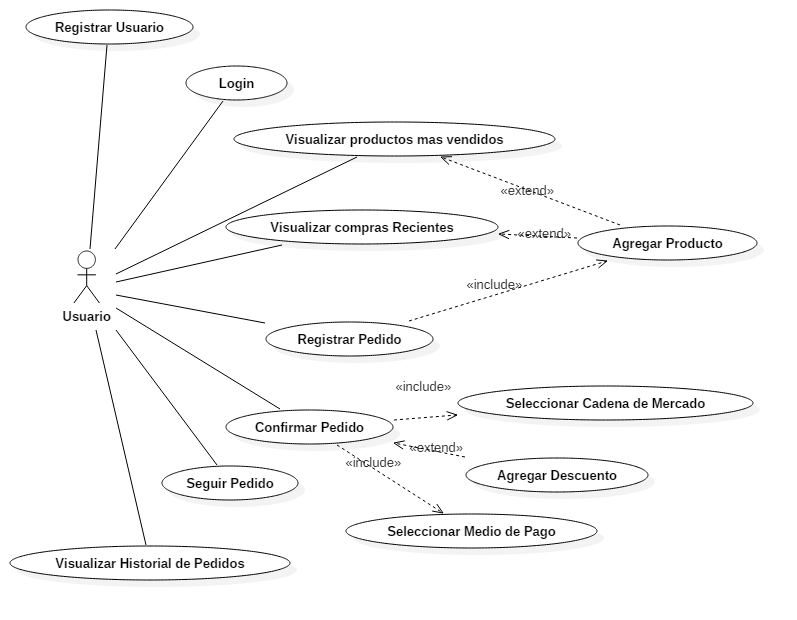 Registrar Usuario
Login
Visualizar productos mas vendidos
«extend»
Visualizar compras Recientes
«extend»
Agregar Producto
«include»
Usuario
Registrar Pedido
«include»
Seleccionar Cadena de Mercado
Confirmar Pedido
«extend»
«include»
Agregar Descuento
Seguir Pedido
Seleccionar Medio de Pago
Visualizar Historial de Pedidos